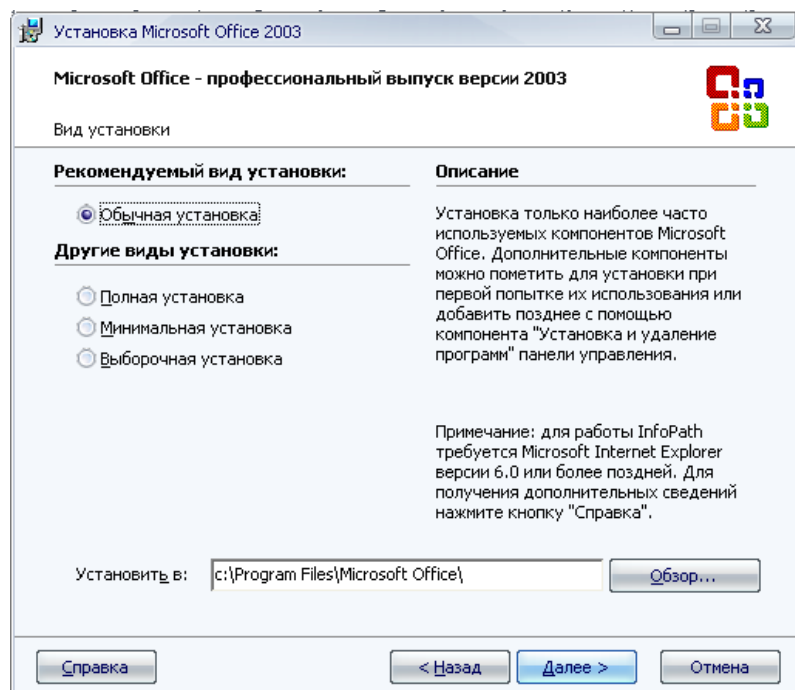 Установка Microsoft Office 2003
Microsoft Office - профессиональный выпуск версии 2003
Вид установки
Рекомендуемый вид установки:
Обычная установка
Другие виды установки:
Полная установка
Минимальная установка
Выборочная установка
Описание
Установка только наиболее часто
используемых компонентов Microsoft
Office. Дополнительные компоненты
можно пометить для установки при
первой попытке их использования или
добавить позднее с помощью
компонента "Установка и удаление
программ" панели управления.
Примечание: для работы InfoPath
требуется Microsoft Internet Explorer
версии 6.0 или более поздней. Для
получения дополнительных сведений
нажмите кнопку "Справка".
Установить в: c:\Program Files\Microsoft Office\ Обзор...
Справка < Назад Далее > Отмена